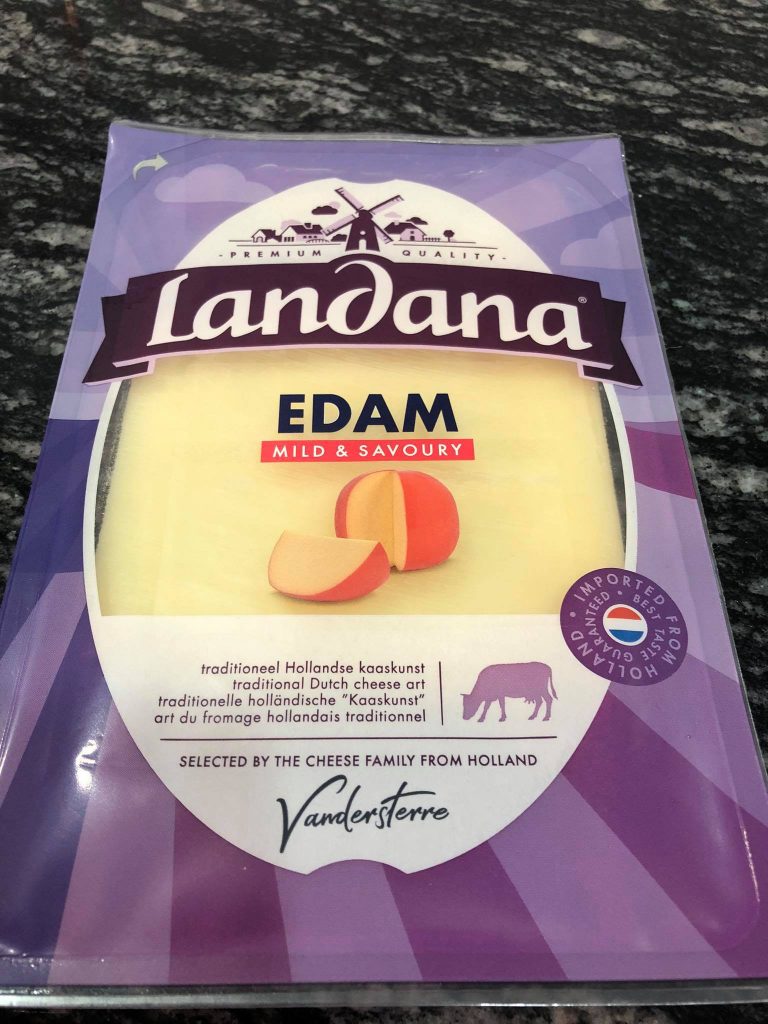 - PREMIUM QUALITY -
Landana®
EDAM
MILD & SAVOURY
IMPORTED FROM HOLLAND
BEST TASTE GUARANTEED
traditioneel Hollandse kaaskunst
traditional Dutch cheese art
traditionelle holländische "Kaaskunst"
art du fromage hollandais traditionnel
SELECTED BY THE CHEESE FAMILY FROM HOLLAND
Vandersterre